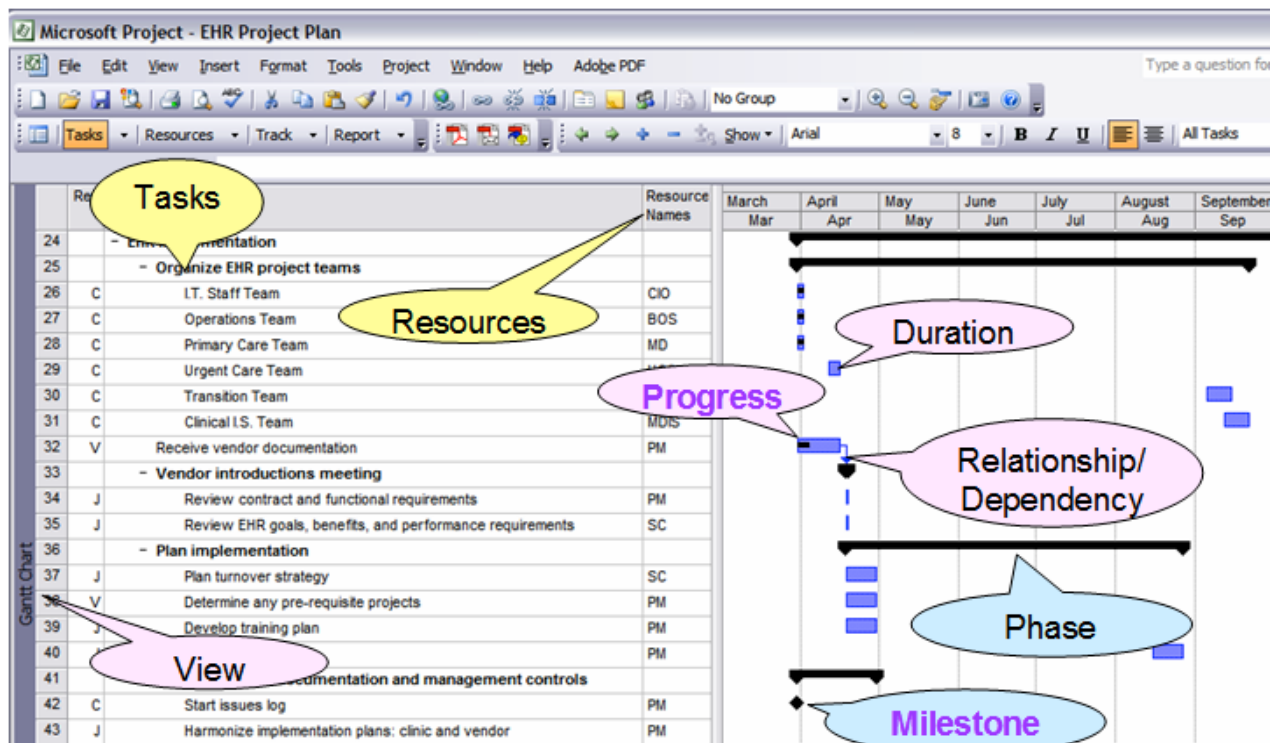 Microsoft Project - EHR Project Plan
File Edit View Insert Format Tools Project Window Help Adobe PDF Type a question for
No Group
Tasks Resources Track Report Show Arial 8 B I U All Tasks
Tasks
Resource Names
March April May June July August September
Mar Apr May Jun Jul Aug Sep
24
25 - Organize EHR project teams
26 C I.T. Staff Team CIO
27 C Operations Team BOS
28 C Primary Care Team MD
29 C Urgent Care Team
30 C Transition Team
31 C Clinical I.S. Team MDIS
32 V Receive vendor documentation PM
33 - Vendor introductions meeting
34 J Review contract and functional requirements PM
35 J Review EHR goals, benefits, and performance requirements SC
36 - Plan implementation
37 J Plan turnover strategy SC
38 V Determine any pre-requisite projects PM
39 J Develop training plan PM
40 PM
41 and management controls
42 C Start issues log PM
43 J Harmonize implementation plans: clinic and vendor PM
Gantt Chart
Resources
Duration
Progress
Relationship/
Dependency
Phase
View
Milestone